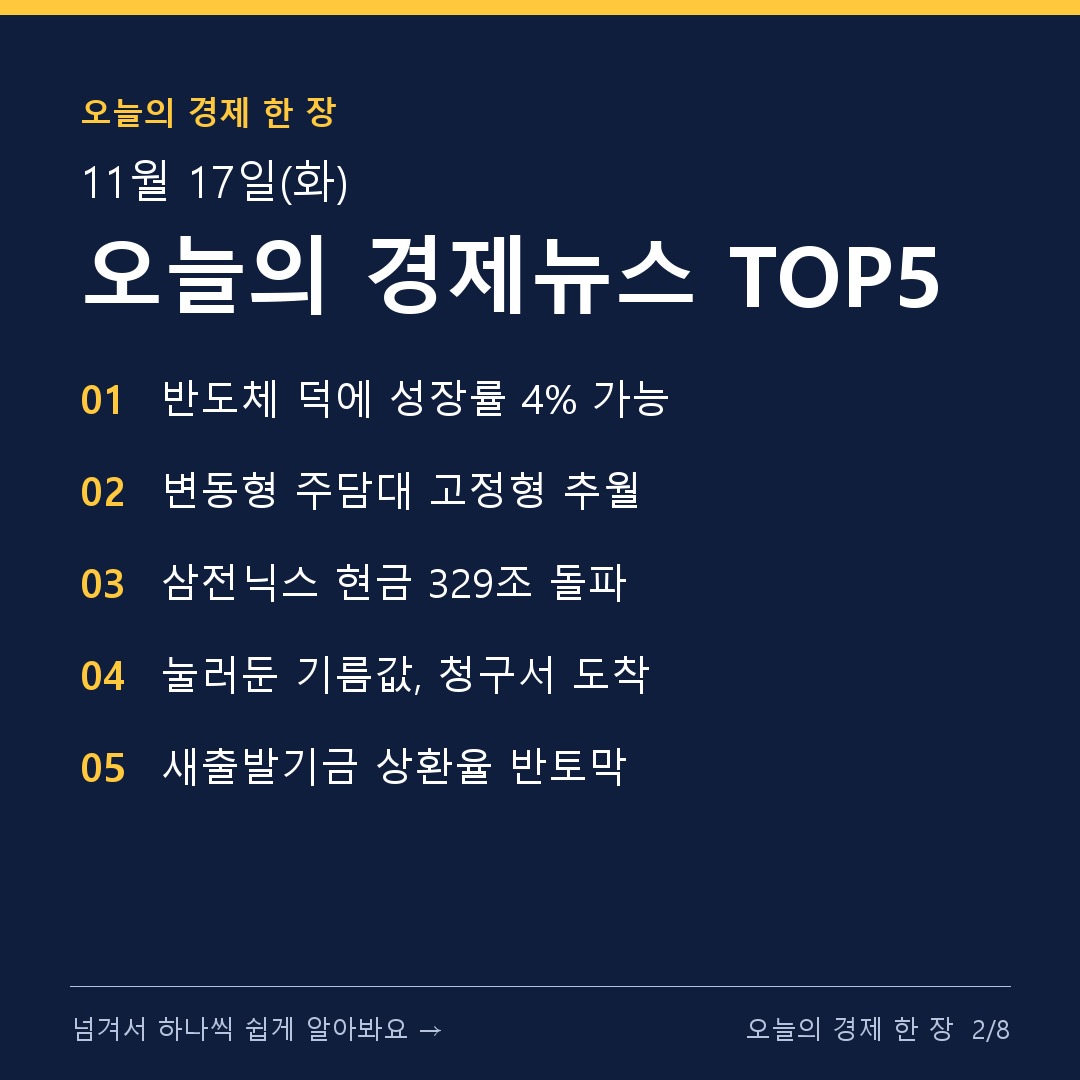 오늘의 경제 한 장
11월 17일(화)
오늘의 경제뉴스 TOP5
01 반도체 덕에 성장률 4% 가능
02 변동형 주담대 고정형 추월
03 삼전닉스 현금 329조 돌파
04 눌러둔 기름값, 청구서 도착
05 새출발기금 상환율 반토막
넘겨서 하나씩 쉽게 알아봐요 →
오늘의 경제 한 장 2/8